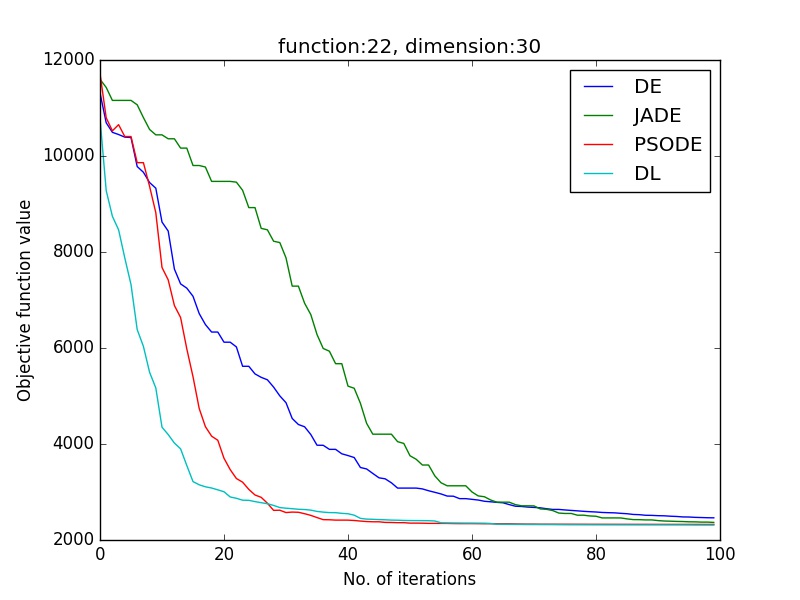 function:22, dimension:30
12000
10000
8000
6000
4000
2000
Objective function value
DE
JADE
PSODE
DL
0 20 40 60 80 100
No. of iterations